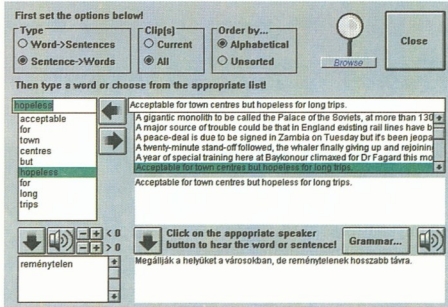 First set the options below!
Type
Word->Sentences
Sentence->Words
Clip[s]
Current
All
Order by...
Alphabetical
Unsorted
Browse
Close
Then type a word or choose from the appropriate list!
hopeless
acceptable
for
town
centres
but
hopeless
for
long
trips
Acceptable for town centres but hopeless for long trips.
A gigantic monolith to be called the Palace of the Soviets, at more than 130
A major source of trouble could be that in England existing rail lines have b
A peace-deal is due to be signed in Zambia on Tuesday but it's been jeopa
A twenty-minute stand-off followed, the whaler finally giving up and rejoinin
A year of special training here at Baykonour climaxed for Dr Fagard this mo
Acceptable for town centres but hopeless for long trips.
Acceptable for town centres but hopeless for long trips.
- + < 0
- + > 0
Click on the appopriate speaker
button to hear the word or sentence!
Grammar...
reménytelen
Megállják a helyüket a városokban, de reménytelenek hosszabb távra.